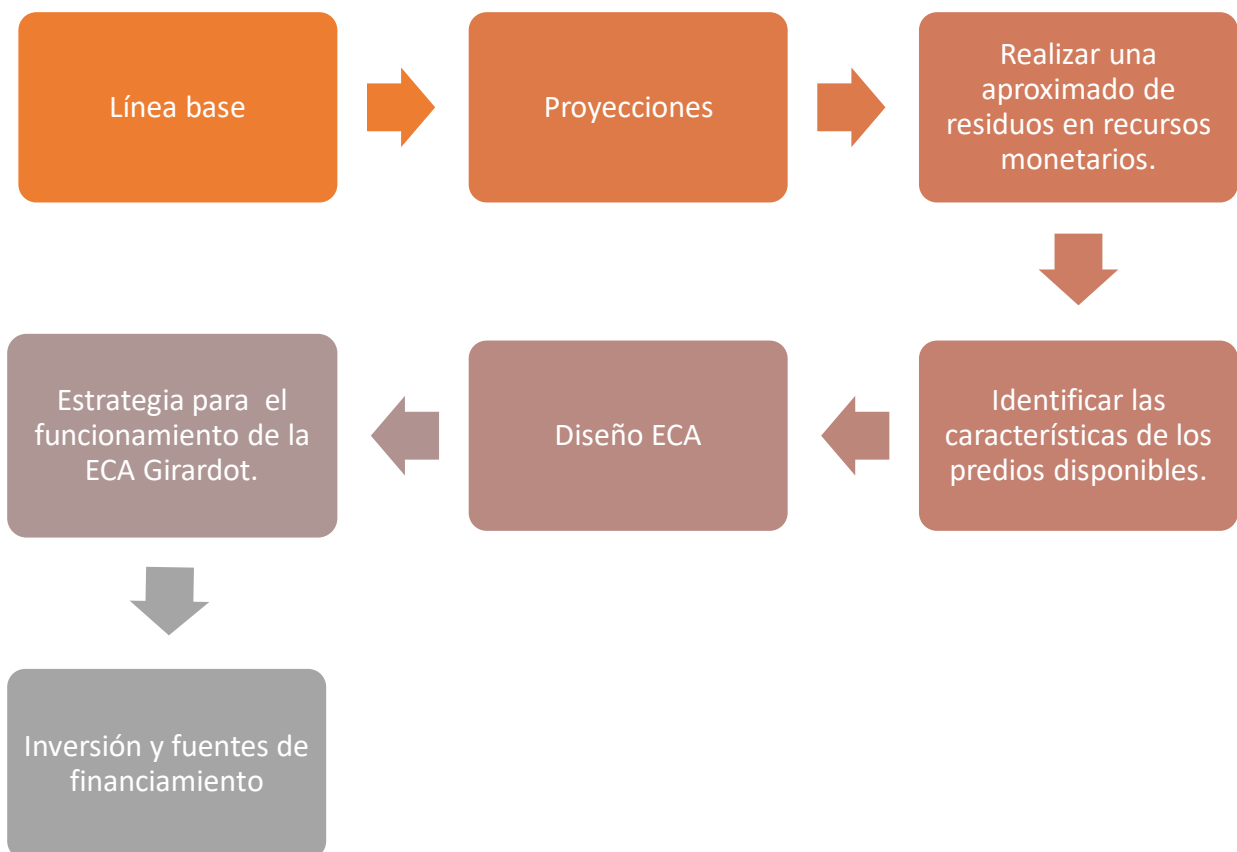 Línea base
Proyecciones
Realizar una
aproximado de
residuos en recursos
monetarios.
Identificar las
características de los
predios disponibles.
Diseño ECA
Estrategia para  el
funcionamiento de la
ECA Girardot.
Inversión y fuentes de
financiamiento